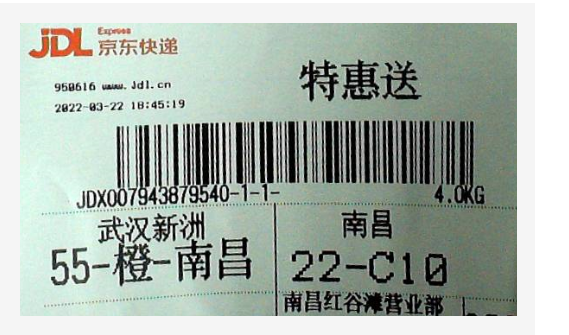 JDL Express 京东快递
特惠送
950616 www.Jdl.cn
2022-03-22 18:45:19
JDX007943879540-1-1-
4.0KG
武汉新洲
南昌
55-橙-南昌
22-C10
南昌红谷滩营业部